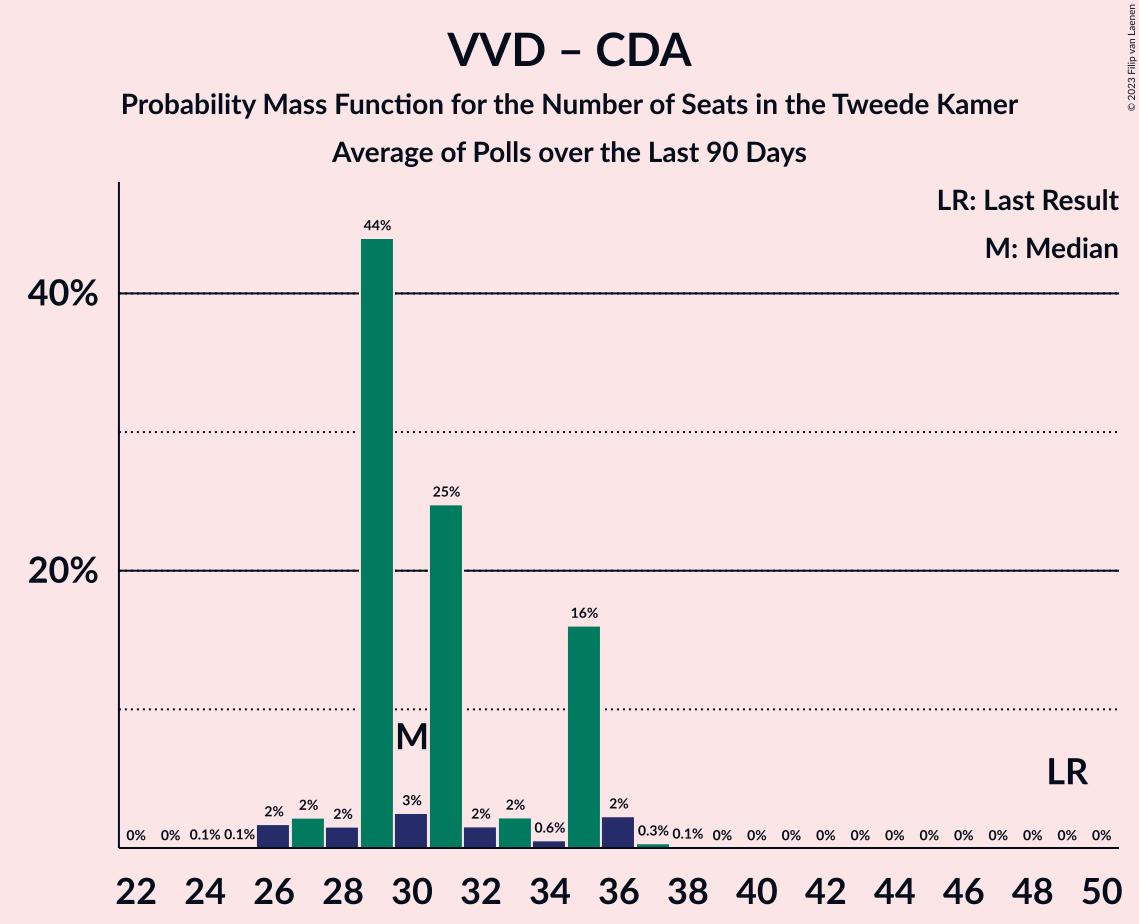 VVD – CDA
Probability Mass Function for the Number of Seats in the Tweede Kamer
Average of Polls over the Last 90 Days
© 2023 Filip van Laenen
LR: Last Result
M: Median
40%
20%
0% 0% 0.1% 0.1% 2% 2% 2% 44% 3% 25% 2% 2% 0.6% 16% 2% 0.3% 0.1% 0% 0% 0% 0% 0% 0% 0% 0% 0% 0% 0% 0%
M
LR
22 24 26 28 30 32 34 36 38 40 42 44 46 48 50